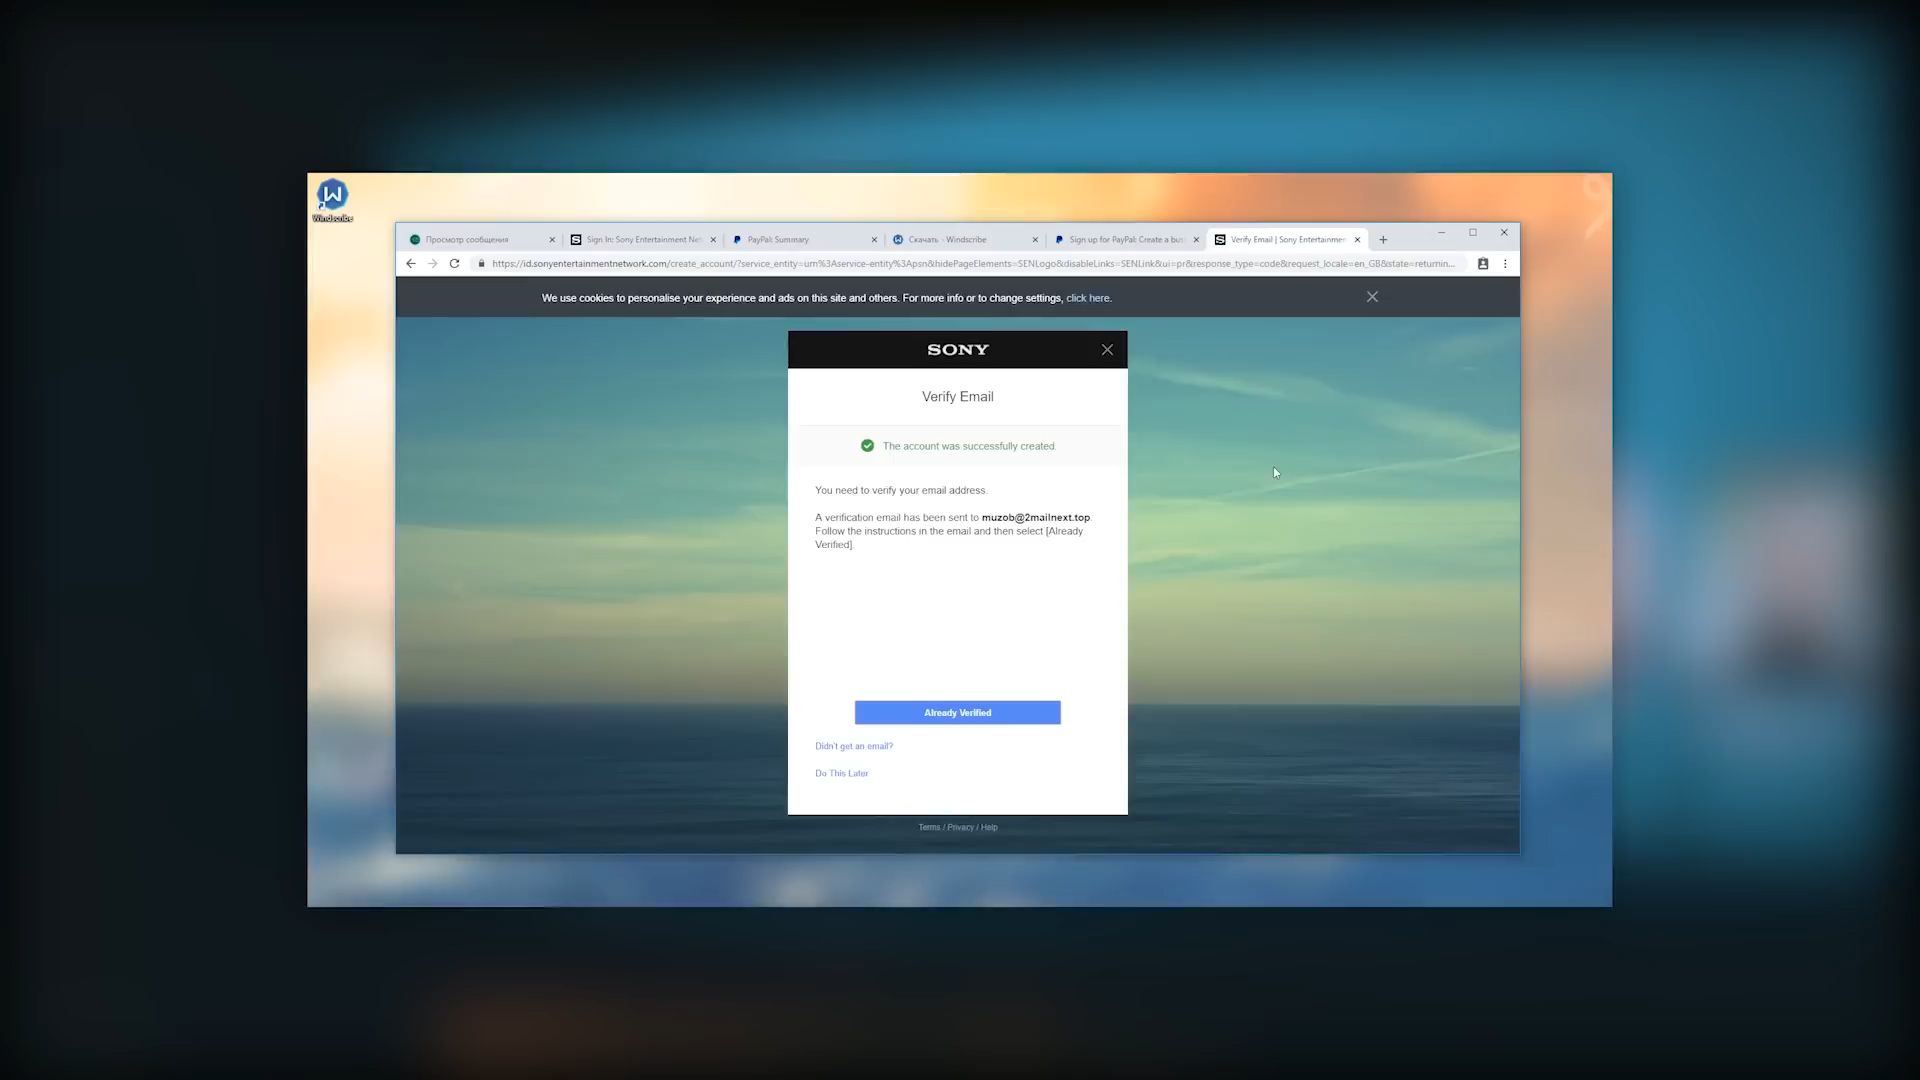 Windscribe
Просмотр сообщения
Sign In: Sony Entertainment Ne
PayPal: Summary
Скачать - Windscribe
Sign up for PayPal: Create a bu
Verify Email | Sony Entertainmen
https://id.sonyentertainmentnetwork.com/create_account/?service_entity=urn%3Aservice-entity%3Apsn&hidePageElements=SENLogo&disableLinks=SENLink&ui=pr&response_type=code&request_locale=en_GB&state=returnin...
We use cookies to personalise your experience and ads on this site and others. For more info or to change settings, click here.
SONY
Verify Email
The account was successfully created.
You need to verify your email address.
A verification email has been sent to muzob@2mailnext.top.
Follow the instructions in the email and then select [Already
Verified].
Already Verified
Didn't get an email?
Do This Later
Terms / Privacy / Help